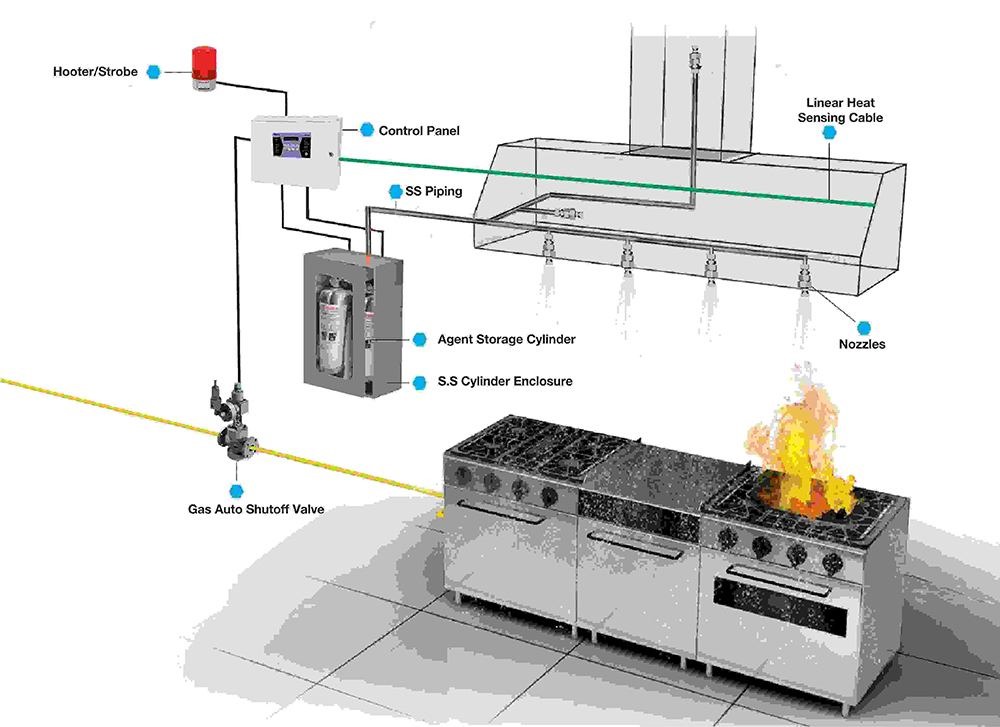 Hooter/Strobe
Control Panel
Linear Heat
Sensing Cable
SS Piping
Nozzles
Agent Storage Cylinder
S.S Cylinder Enclosure
Gas Auto Shutoff Valve